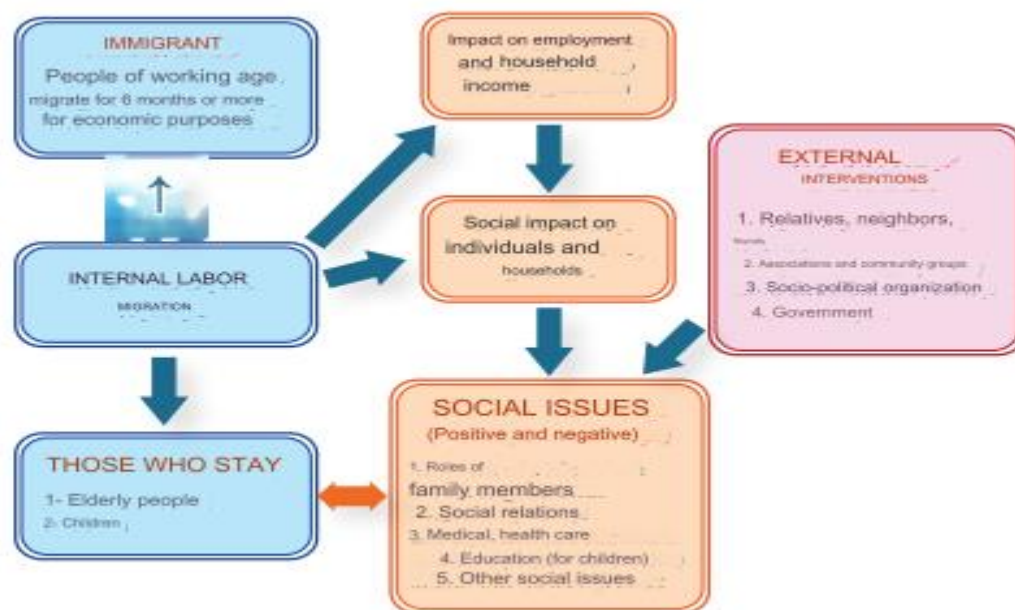 IMMIGRANT
People of working age
migrate for 6 months or more
for economic purposes
Impact on employment
and household
income
EXTERNAL
INTERVENTIONS
1. Relatives, neighbors,
2. Associations and community groups
3. Socio-political organization
4. Government
Social impact on
individuals and
households
INTERNAL LABOR
MIGRATION
THOSE WHO STAY
1- Elderly people
2- Children
SOCIAL ISSUES
(Positive and negative)
1. Roles of
family members
2. Social relations
3. Medical, health care
4. Education (for children)
5. Other social issues